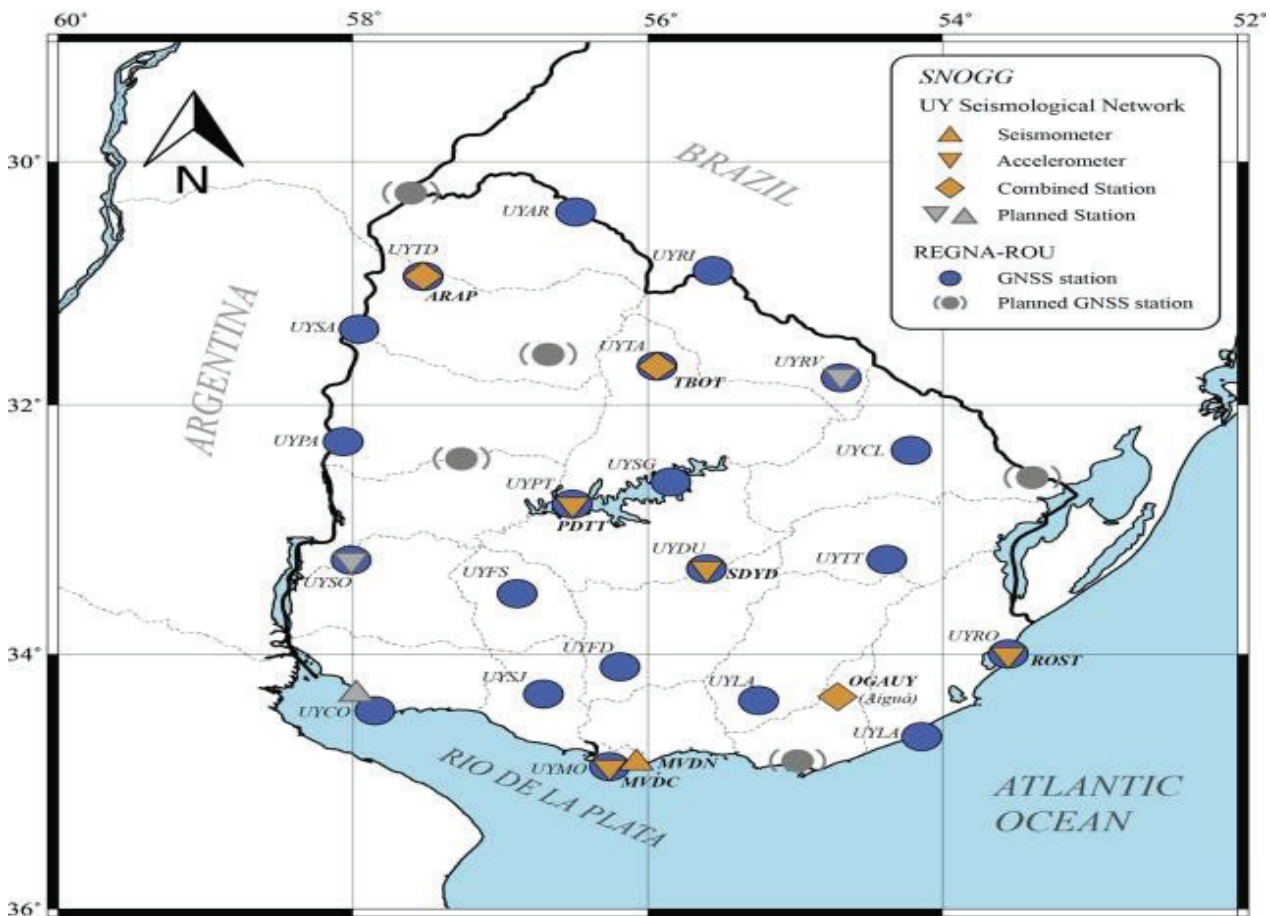 60°
58°
56°
54°
52°
SNOGG
UY Seismological Network
Seismometer
Accelerometer
Combined Station
Planned Station
REGNA-ROU
GNSS station
Planned GNSS station
30°
32°
34°
36°
N
BRAZIL
ARGENTINA
UYAR
UYTD
ARAP
UYRI
UYSA
UYTA
TBOT
UYRV
UYPA
UYCL
UYSG
UYPT
PDTT
UYDU
SDYD
UYTT
UYSO
UYFS
UYRO
ROST
UYFD
UYSJ
UYLA
OGAUY
(Aiguá)
UYCO
UYLA
UYMO
MVDN
MVDC
RIO DE LA PLATA
ATLANTIC
OCEAN